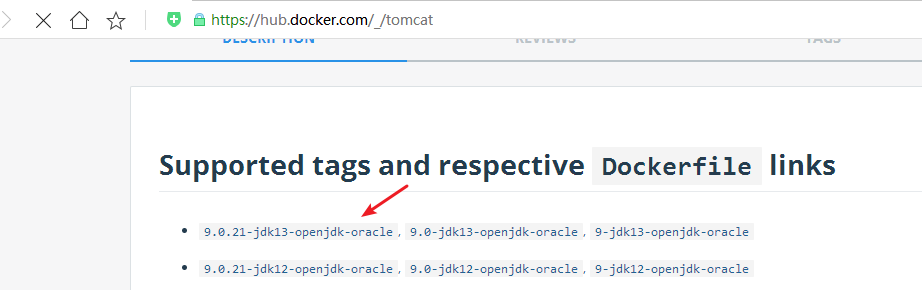 https://hub.docker.com/_/tomcat
DESCRIPTION REVIEWS TAGS
Supported tags and respective Dockerfile links
9.0.21-jdk13-openjdk-oracle, 9.0-jdk13-openjdk-oracle, 9-jdk13-openjdk-oracle
9.0.21-jdk12-openjdk-oracle, 9.0-jdk12-openjdk-oracle, 9-jdk12-openjdk-oracle